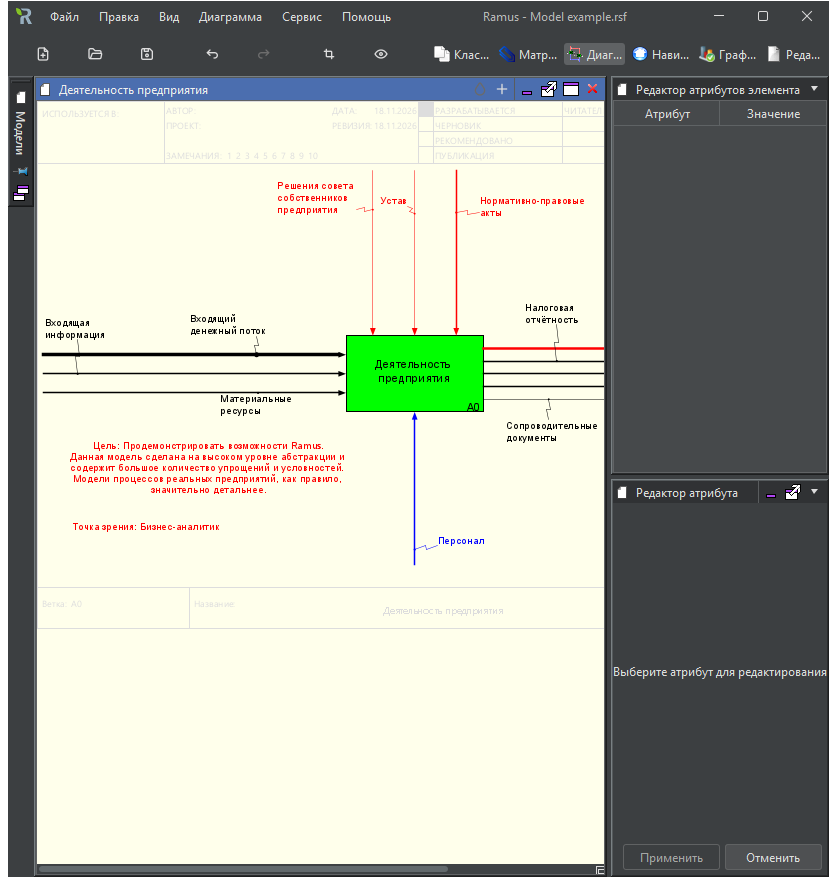 Файл Правка Вид Диаграмма Сервис Помощь Ramus - Model example.rsf
Клас... Матр... Диаг... Нави... Граф... Реда...
Модели
Деятельность предприятия
ИСПОЛЬЗУЕТСЯ В:
АВТОР: ДАТА: 18.11.2026
ПРОЕКТ: РЕВИЗИЯ: 18.11.2026
ЗАМЕЧАНИЯ: 1 2 3 4 5 6 7 8 9 10
РАЗРАБАТЫВАЕТСЯ ЧИТАТЕЛ
ЧЕРНОВИК
РЕКОМЕНДОВАНО
ПУБЛИКАЦИЯ
Решения совета
собственников
предприятия
Устав
Нормативно-правовые
акты
Входящая
информация
Входящий
денежный поток
Материальные
ресурсы
Деятельность
предприятия
A0
Налоговая
отчётность
Сопроводительные
документы
Цель: Продемонстрировать возможности Ramus.
Данная модель сделана на высоком уровне абстракции и
содержит большое количество упрощений и условностей.
Модели процессов реальных предприятий, как правило,
значительно детальнее.
Точка зрения: Бизнес-аналитик
Персонал
Ветка: A0 Название: Деятельность предприятия
Редактор атрибутов элемента
Атрибут Значение
Редактор атрибута
Выберите атрибут для редактирования
Применить Отменить